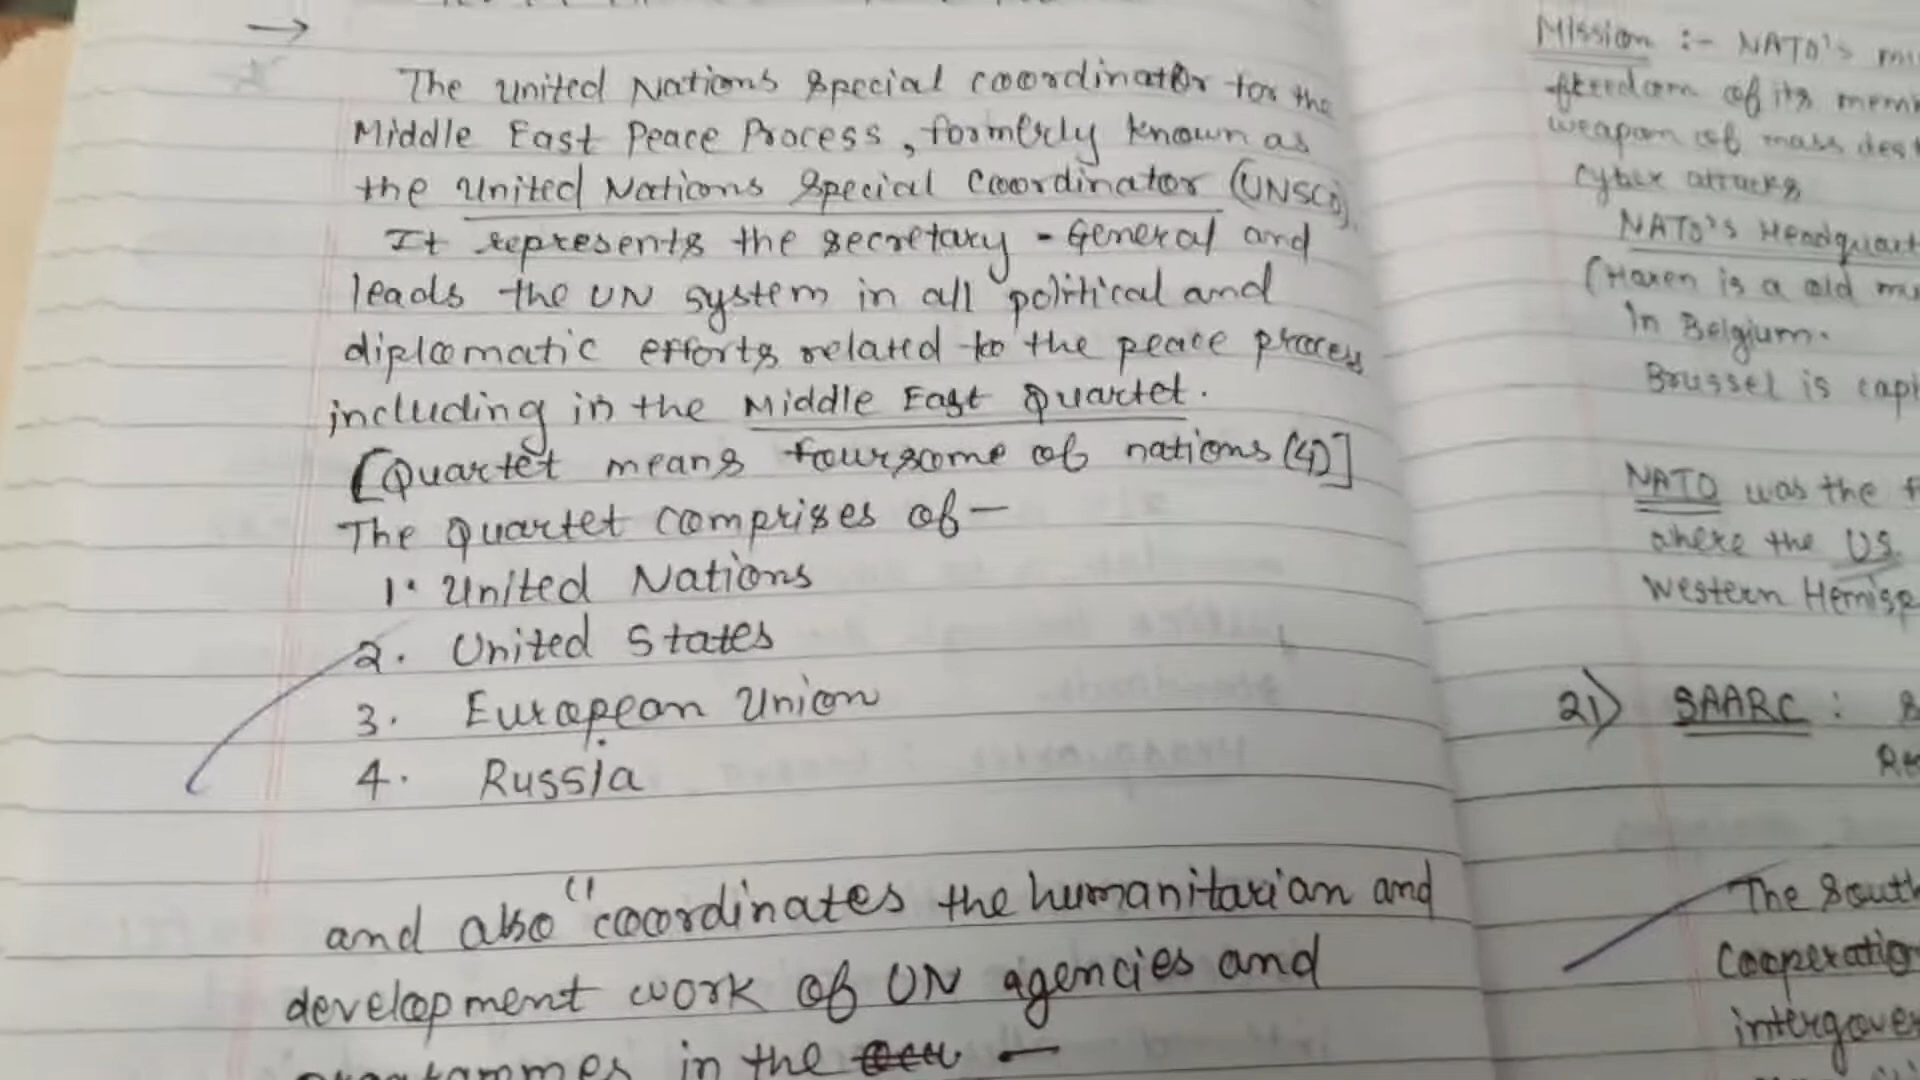 →
The United Nations Special coordinator for the
Middle East Peace Process, formerly known as
the United Nations Special Coordinator (UNSCO).
It represents the secretary - General and
leads the UN system in all political and
diplomatic efforts related to the peace process
including in the Middle East Quartet.
[Quartet means foursome of nations (4)]
The Quartet comprises of —
1. United Nations
2. United States
3. European Union
4. Russia
and also "coordinates the humanitarian and
development work of UN agencies and
programmes in the —
Mission :- NATO's
freedom of its
weapon of mass
cyber attacks
NATO's
(Haren is a old
in Belgium.
Brussel is
NATO was the
where the US
Western
21) SAARC :
The South
Cooperation